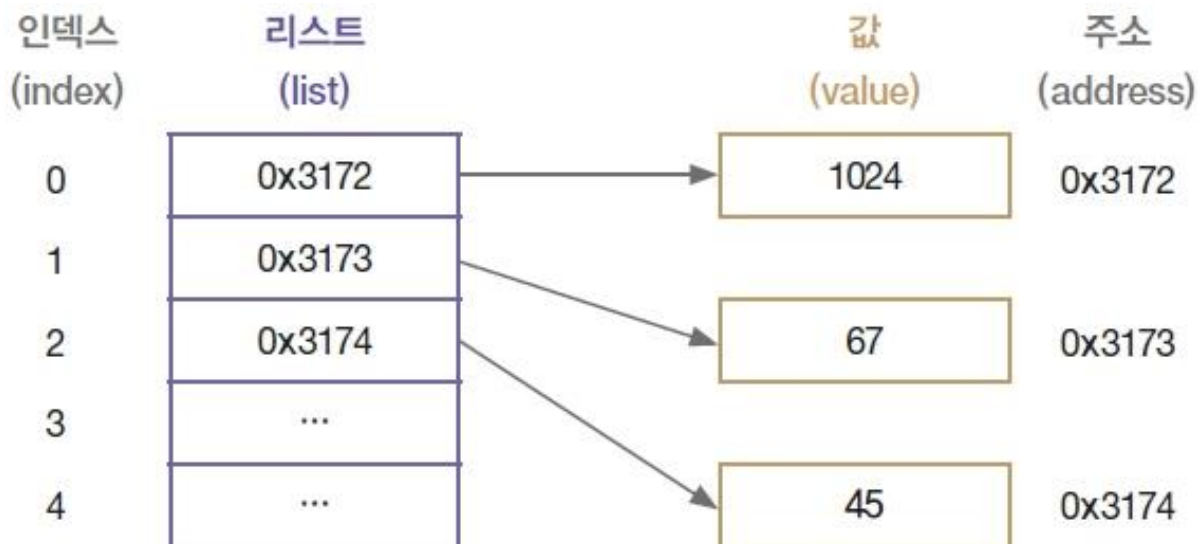 인덱스 리스트 값 주소
(index) (list) (value) (address)
0 0x3172 1024 0x3172
1 0x3173
2 0x3174 67 0x3173
3 ...
4 ... 45 0x3174